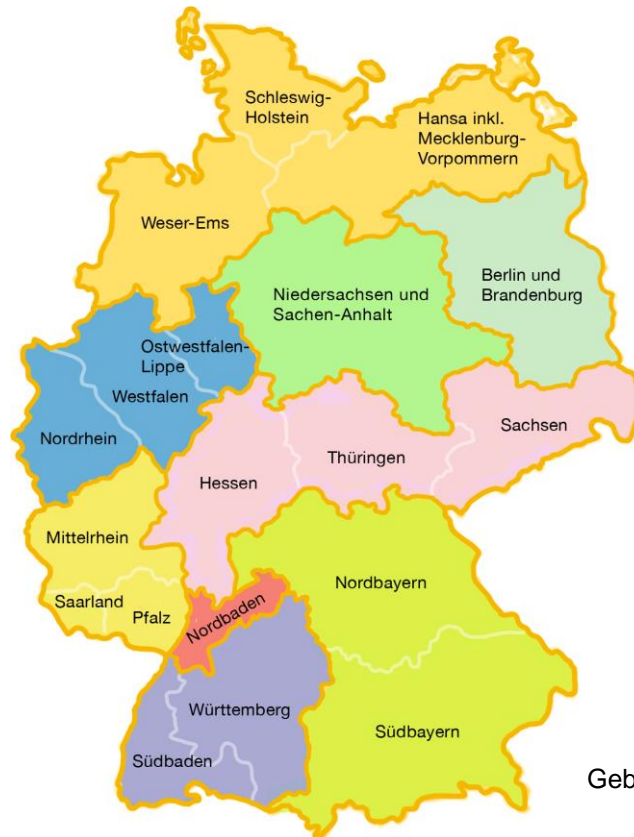 Schleswig-
Holstein
Hansa inkl.
Mecklenburg-
Vorpommern
Weser-Ems
Berlin und
Brandenburg
Niedersachsen und
Sachen-Anhalt
Ostwestfalen-
Lippe
Westfalen
Nordrhein
Sachsen
Thüringen
Hessen
Mittelrhein
Saarland
Pfalz
Nordbaden
Nordbayern
Württemberg
Südbayern
Südbaden
Geb